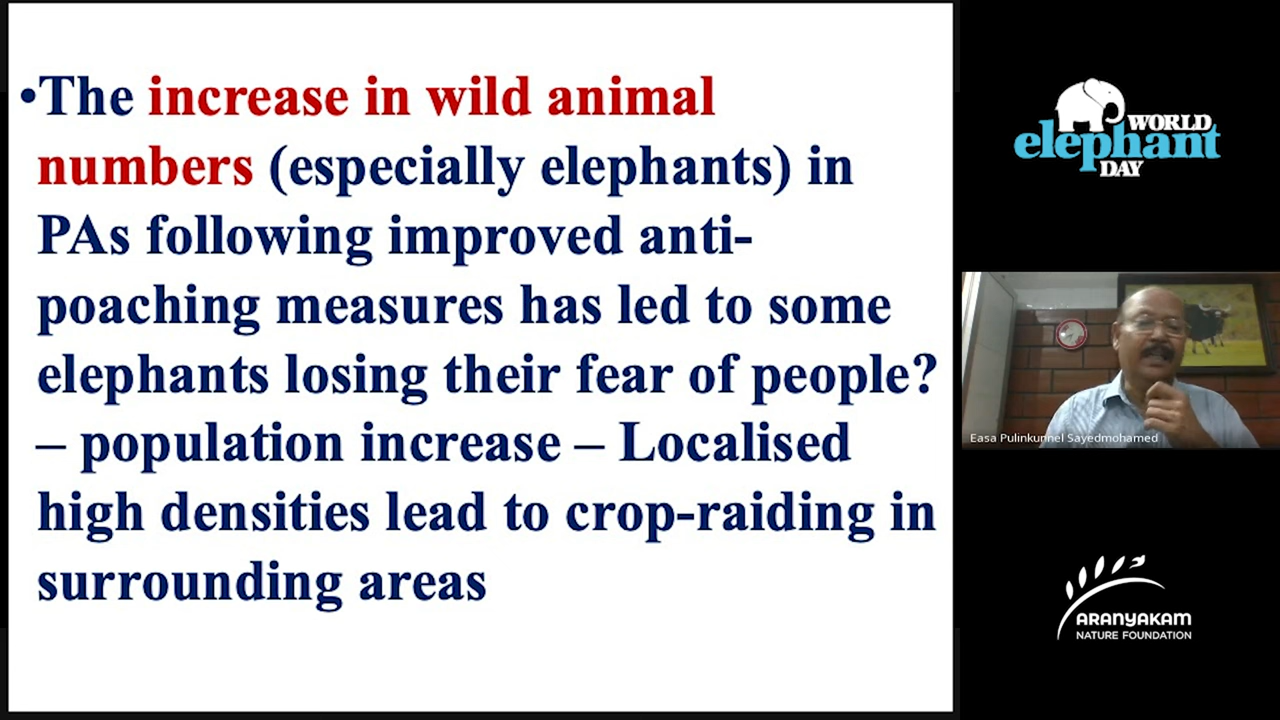 •The increase in wild animal
numbers (especially elephants) in
PAs following improved anti-
poaching measures has led to some
elephants losing their fear of people?
– population increase – Localised
high densities lead to crop-raiding in
surrounding areas
WORLD
elephant
DAY
Easa Pulinkunnel Sayedmohamed
ARANYAKAM
NATURE FOUNDATION